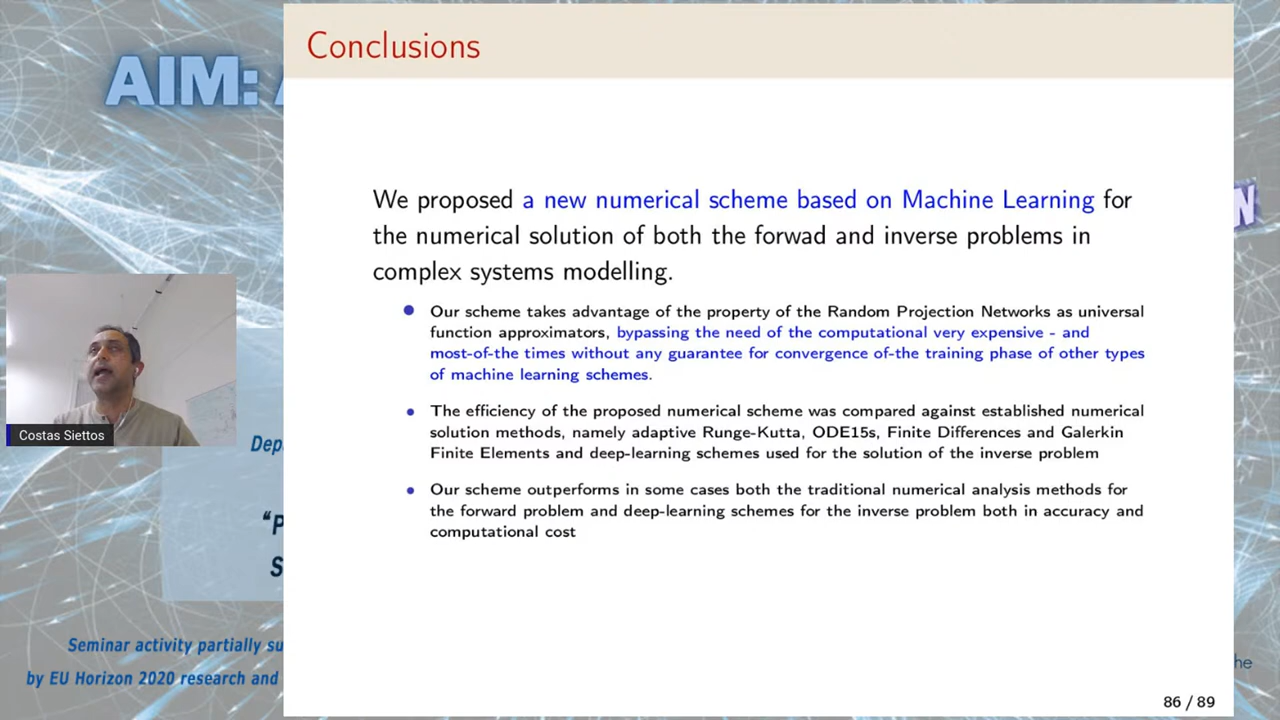 Conclusions
AIM:
We proposed a new numerical scheme based on Machine Learning for
the numerical solution of both the forwad and inverse problems in
complex systems modelling.
Our scheme takes advantage of the property of the Random Projection Networks as universal
function approximators, bypassing the need of the computational very expensive - and
most-of-the times without any guarantee for convergence of-the training phase of other types
of machine learning schemes.
The efficiency of the proposed numerical scheme was compared against established numerical
solution methods, namely adaptive Runge-Kutta, ODE15s, Finite Differences and Galerkin
Finite Elements and deep-learning schemes used for the solution of the inverse problem
Our scheme outperforms in some cases both the traditional numerical analysis methods for
the forward problem and deep-learning schemes for the inverse problem both in accuracy and
computational cost
86 / 89
Costas Siettos
Dep
"P
S
Seminar activity partially su
by EU Horizon 2020 research and
N
he